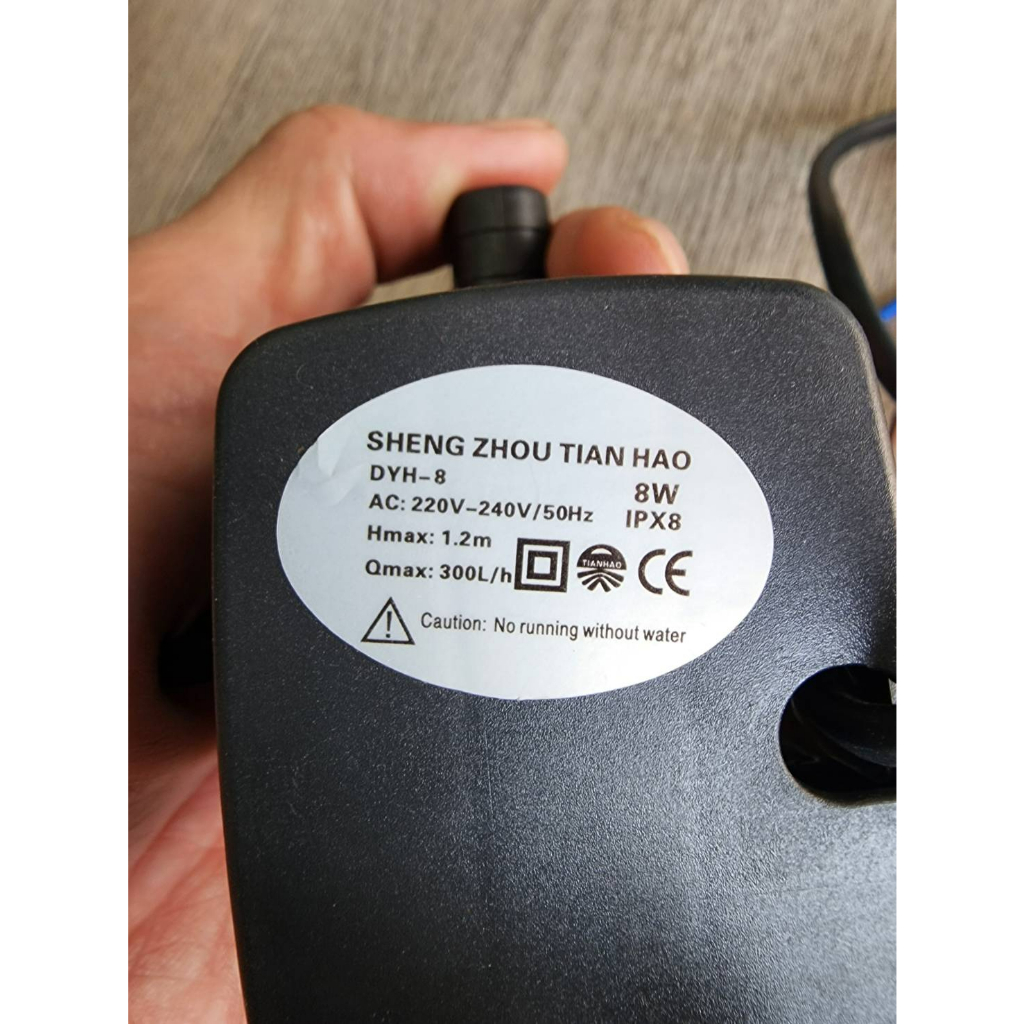 SHENG ZHOU TIAN HAO
DYH-8
8W
AC: 220V-240V/50Hz
IPX8
Hmax: 1.2m
Qmax: 300L/h
TIANHAO
CE
Caution: No running without water